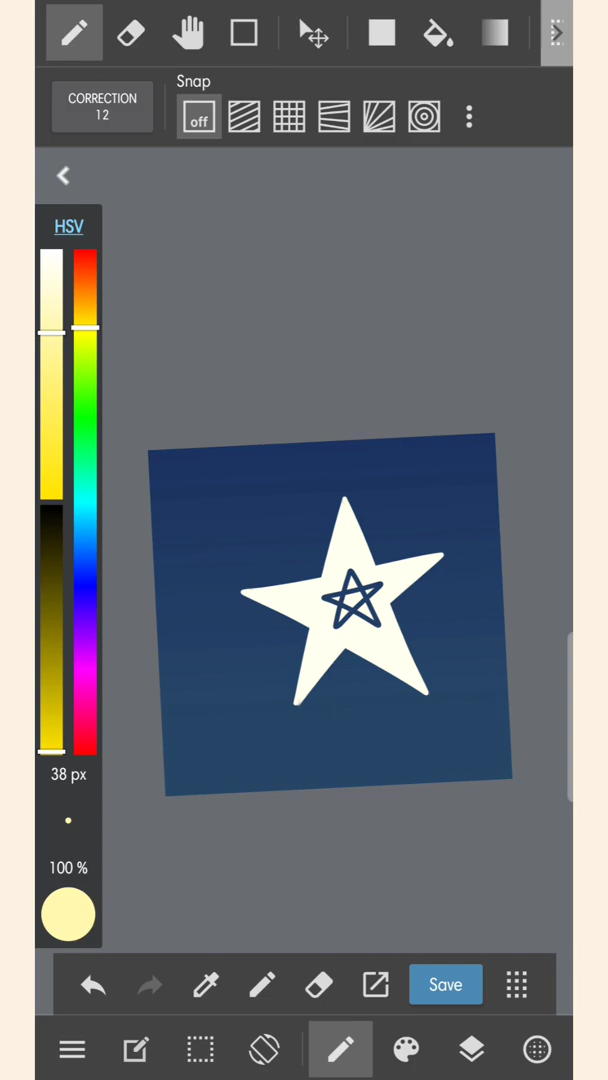 Snap
CORRECTION
12
off
HSV
38 px
100 %
Save